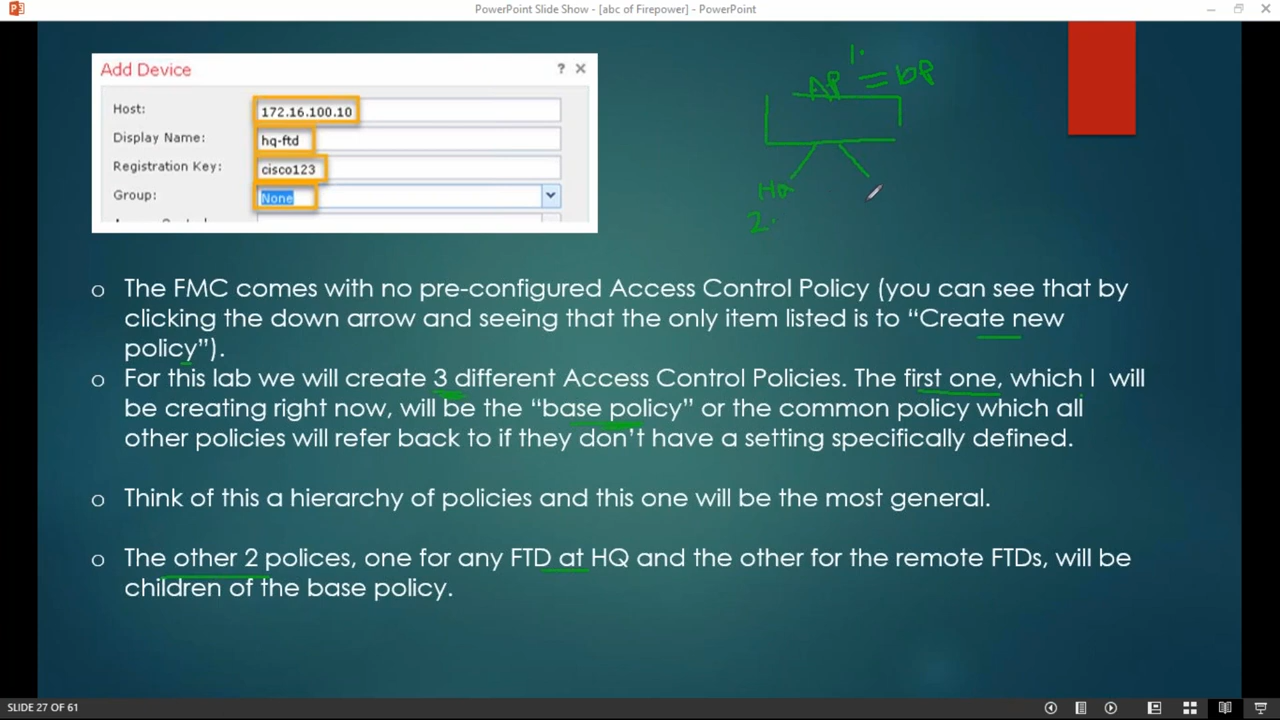 PowerPoint Slide Show - [abc of Firepower] - PowerPoint
Add Device
Host: 172.16.100.10
Display Name: hq-ftd
Registration Key: cisco123
Group: None
1.
AP = bp
HQ
2.
o The FMC comes with no pre-configured Access Control Policy (you can see that by
clicking the down arrow and seeing that the only item listed is to “Create new
policy”).
o For this lab we will create 3 different Access Control Policies. The first one, which I will
be creating right now, will be the “base policy” or the common policy which all
other policies will refer back to if they don’t have a setting specifically defined.
o Think of this a hierarchy of policies and this one will be the most general.
o The other 2 polices, one for any FTD at HQ and the other for the remote FTDs, will be
children of the base policy.
SLIDE 27 OF 61